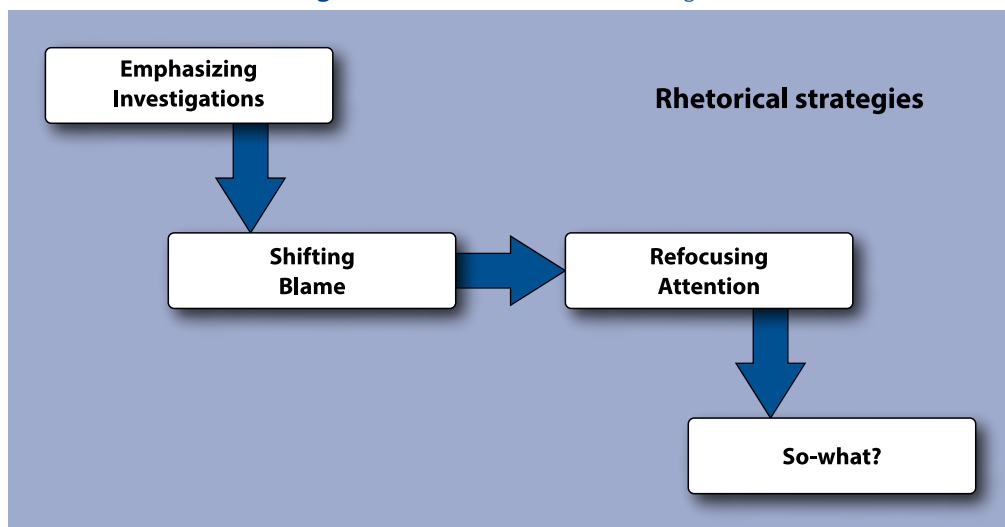 Emphasizing
Investigations
Rhetorical strategies
Shifting
Blame
Refocusing
Attention
So-what?